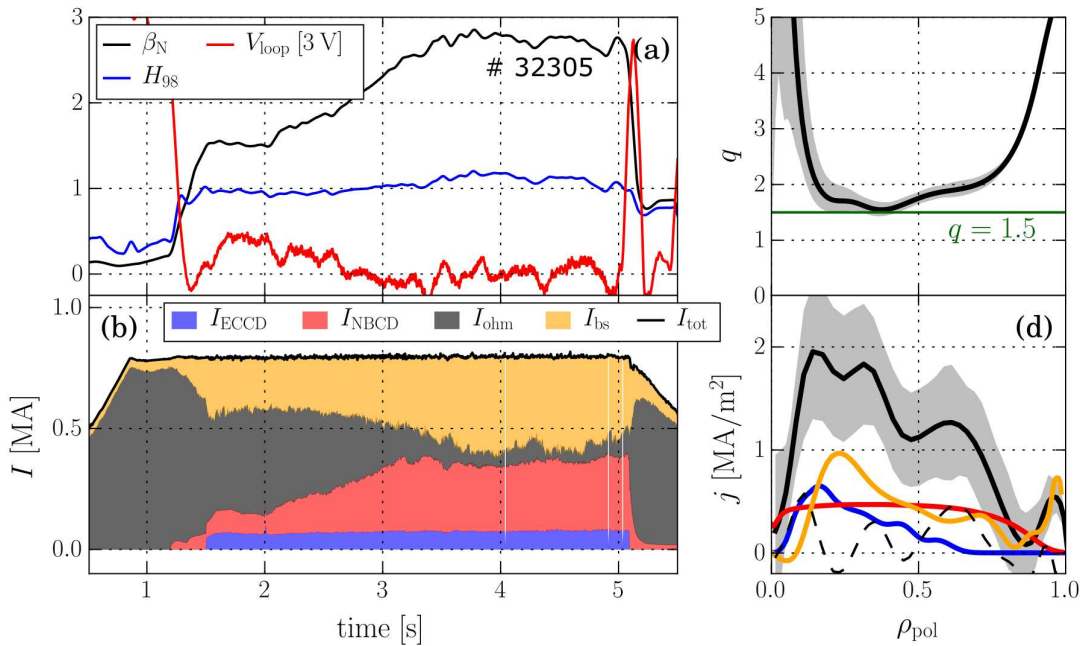 3
2
1
0
β_N
V_loop [3 V]
H_98
# 32305
(a)
1.0
0.5
0.0
I [MA]
(b)
I_ECCD
I_NBCD
I_ohm
I_bs
I_tot
1
2
3
4
5
time [s]
5
4
3
2
1
0
q
q = 1.5
2
1
0
j [MA/m²]
(d)
0.0
0.5
1.0
ρ_pol